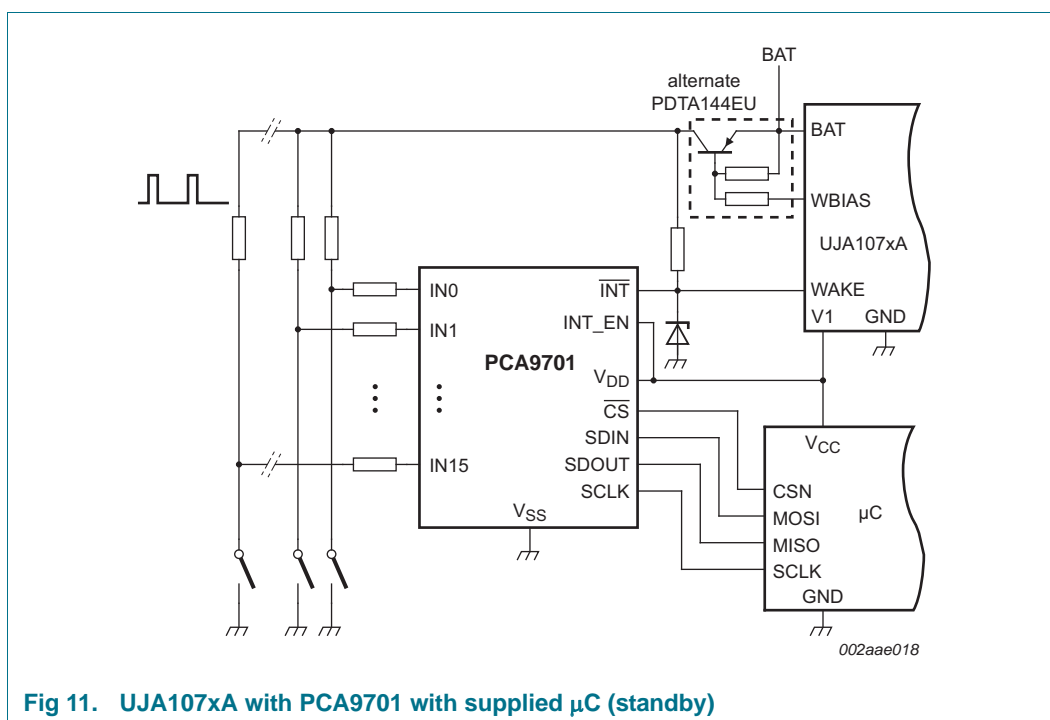 BAT
alternate
PDTA144EU
BAT
WBIAS
UJA107xA
IN0
INT
WAKE
IN1
INT_EN
V1
GND
PCA9701
VDD
CS
SDIN
VCC
IN15
SDOUT
SCLK
CSN
VSS
MOSI
µC
MISO
SCLK
GND
002aae018
Fig 11. UJA107xA with PCA9701 with supplied µC (standby)